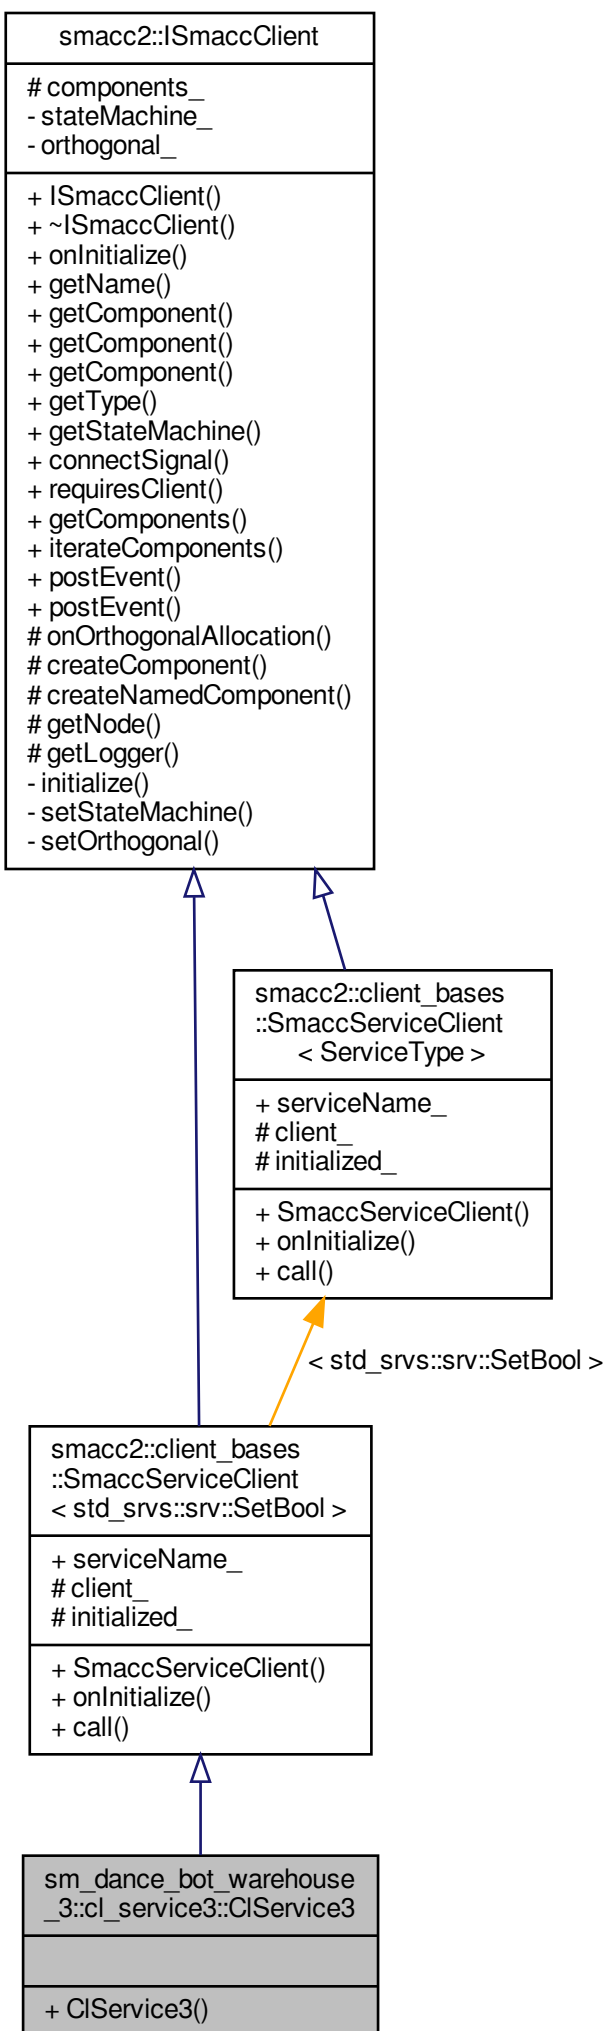 smacc2::ISmaccClient
# components_
- stateMachine_
- orthogonal_
+ ISmaccClient()
+ ~ISmaccClient()
+ onInitialize()
+ getName()
+ getComponent()
+ getComponent()
+ getComponent()
+ getType()
+ getStateMachine()
+ connectSignal()
+ requiresClient()
+ getComponents()
+ iterateComponents()
+ postEvent()
+ postEvent()
# onOrthogonalAllocation()
# createComponent()
# createNamedComponent()
# getNode()
# getLogger()
- initialize()
- setStateMachine()
- setOrthogonal()
smacc2::client_bases
::SmaccServiceClient
< ServiceType >
+ serviceName_
# client_
# initialized_
+ SmaccServiceClient()
+ onInitialize()
+ call()
< std_srvs::srv::SetBool >
smacc2::client_bases
::SmaccServiceClient
< std_srvs::srv::SetBool >
+ serviceName_
# client_
# initialized_
+ SmaccServiceClient()
+ onInitialize()
+ call()
sm_dance_bot_warehouse
_3::cl_service3::ClService3
+ ClService3()